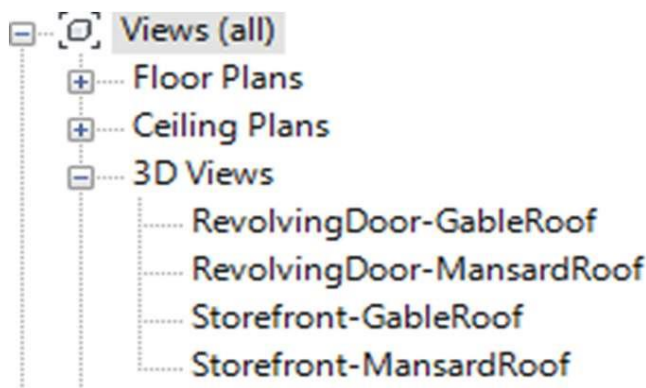 Views (all)
Floor Plans
Ceiling Plans
3D Views
RevolvingDoor-GableRoof
RevolvingDoor-MansardRoof
Storefront-GableRoof
Storefront-MansardRoof